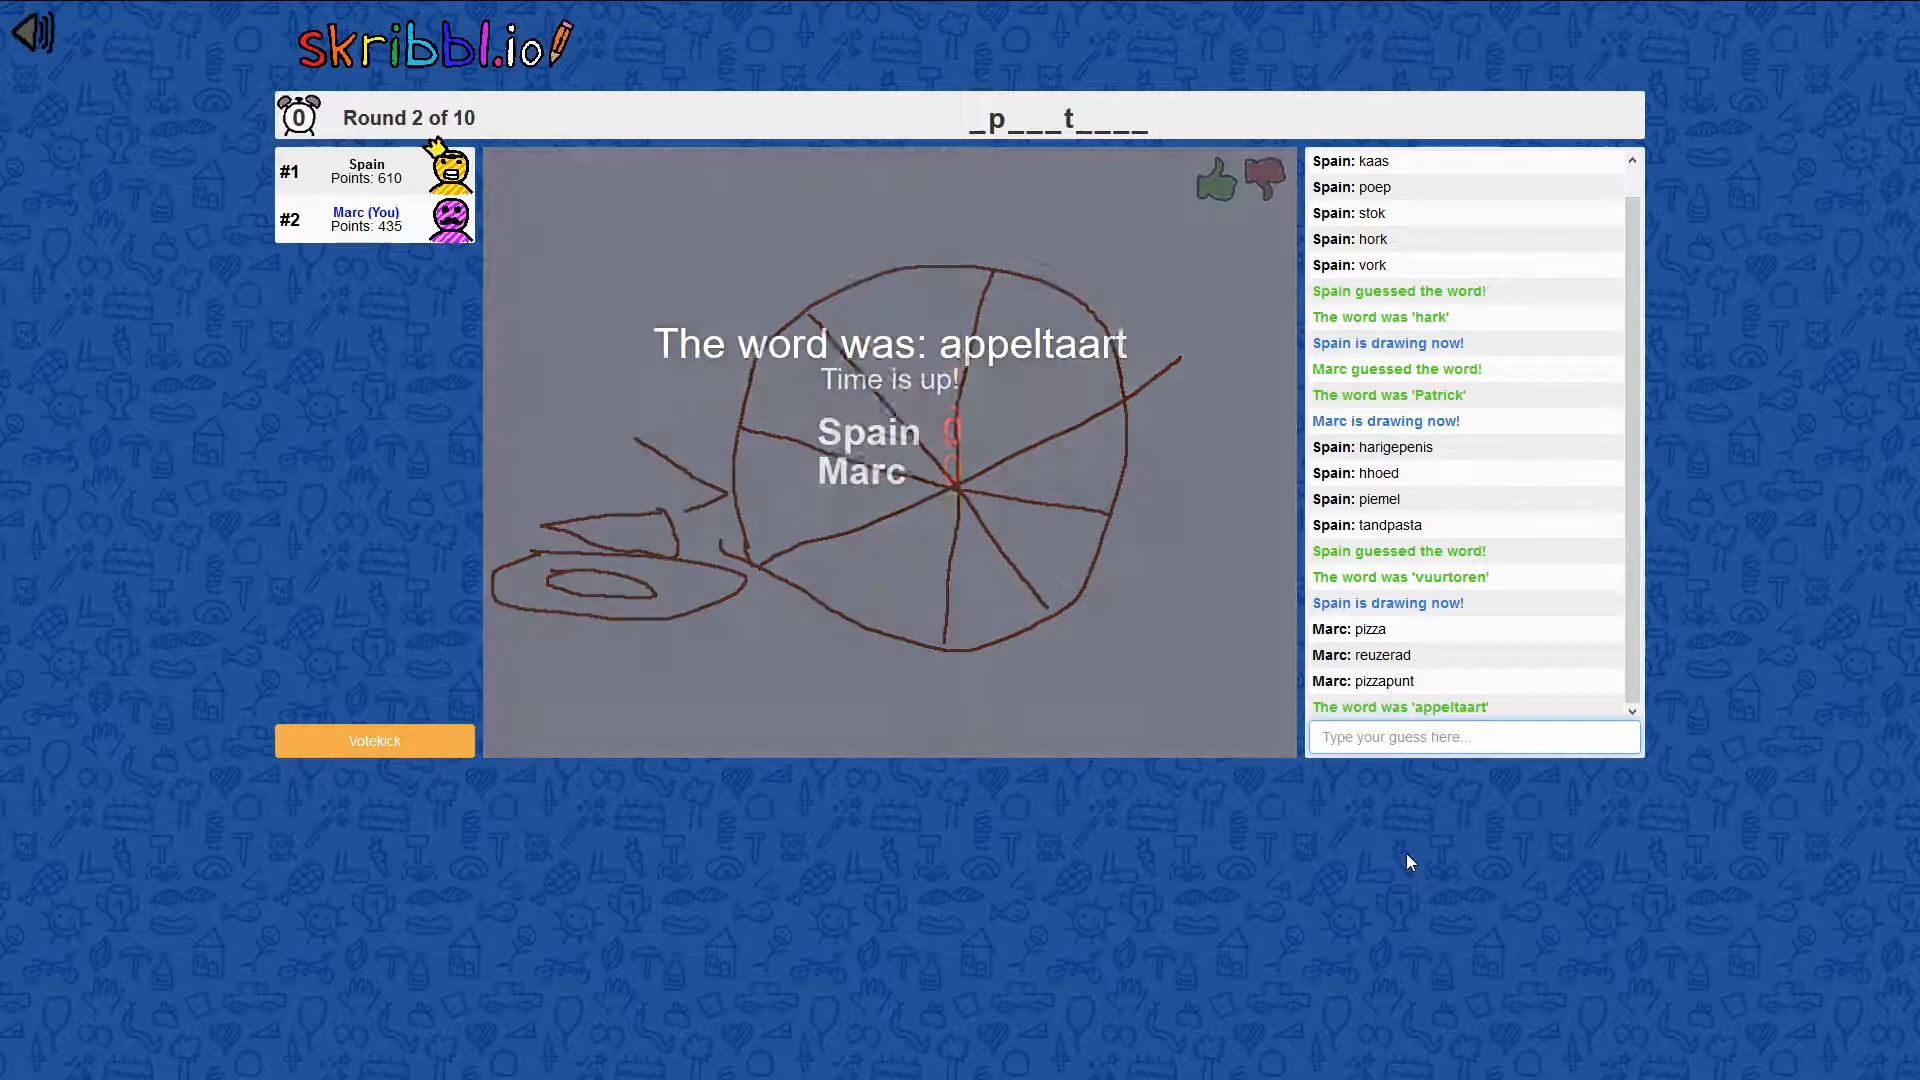 skribbl.io
0
Round 2 of 10
_p___t____
#1
Spain
Points: 610
#2
Marc (You)
Points: 435
Votekick
The word was: appeltaart
Time is up!
Spain 0
Marc 0
Spain: kaas
Spain: poep
Spain: stok
Spain: hork
Spain: vork
Spain guessed the word!
The word was 'hark'
Spain is drawing now!
Marc guessed the word!
The word was 'Patrick'
Marc is drawing now!
Spain: harigepenis
Spain: hhoed
Spain: piemel
Spain: tandpasta
Spain guessed the word!
The word was 'vuurtoren'
Spain is drawing now!
Marc: pizza
Marc: reuzerad
Marc: pizzapunt
The word was 'appeltaart'
Type your guess here...